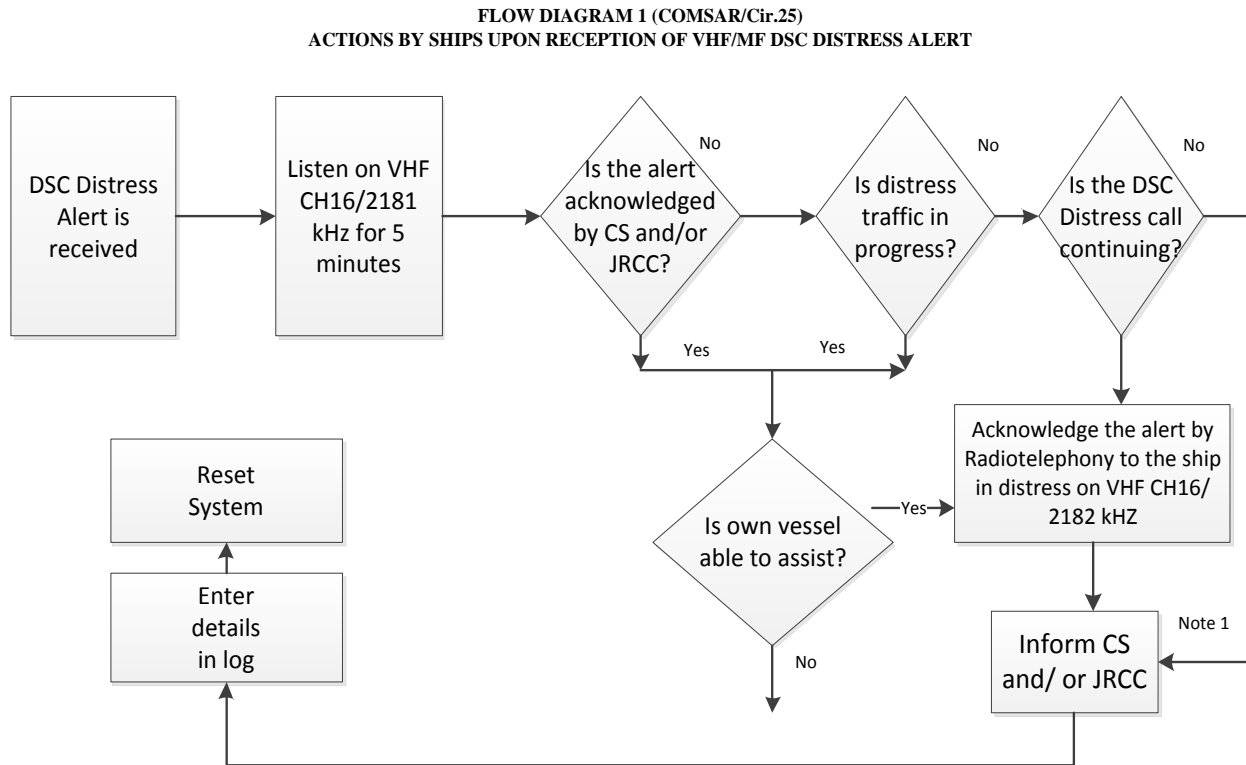 FLOW DIAGRAM 1 (COMSAR/Cir.25)
ACTIONS BY SHIPS UPON RECEPTION OF VHF/MF DSC DISTRESS ALERT
DSC Distress
Alert is
received
Listen on VHF
CH16/2181
kHz for 5
minutes
Is the alert
acknowledged
by CS and/or
JRCC?
No
Is distress
traffic in
progress?
No
Is the DSC
Distress call
continuing?
No
Yes
Yes
Acknowledge the alert by
Radiotelephony to the ship
in distress on VHF CH16/
2182 kHZ
Is own vessel
able to assist?
Yes
No
Inform CS
and/ or JRCC
Note 1
Reset
System
Enter
details
in log